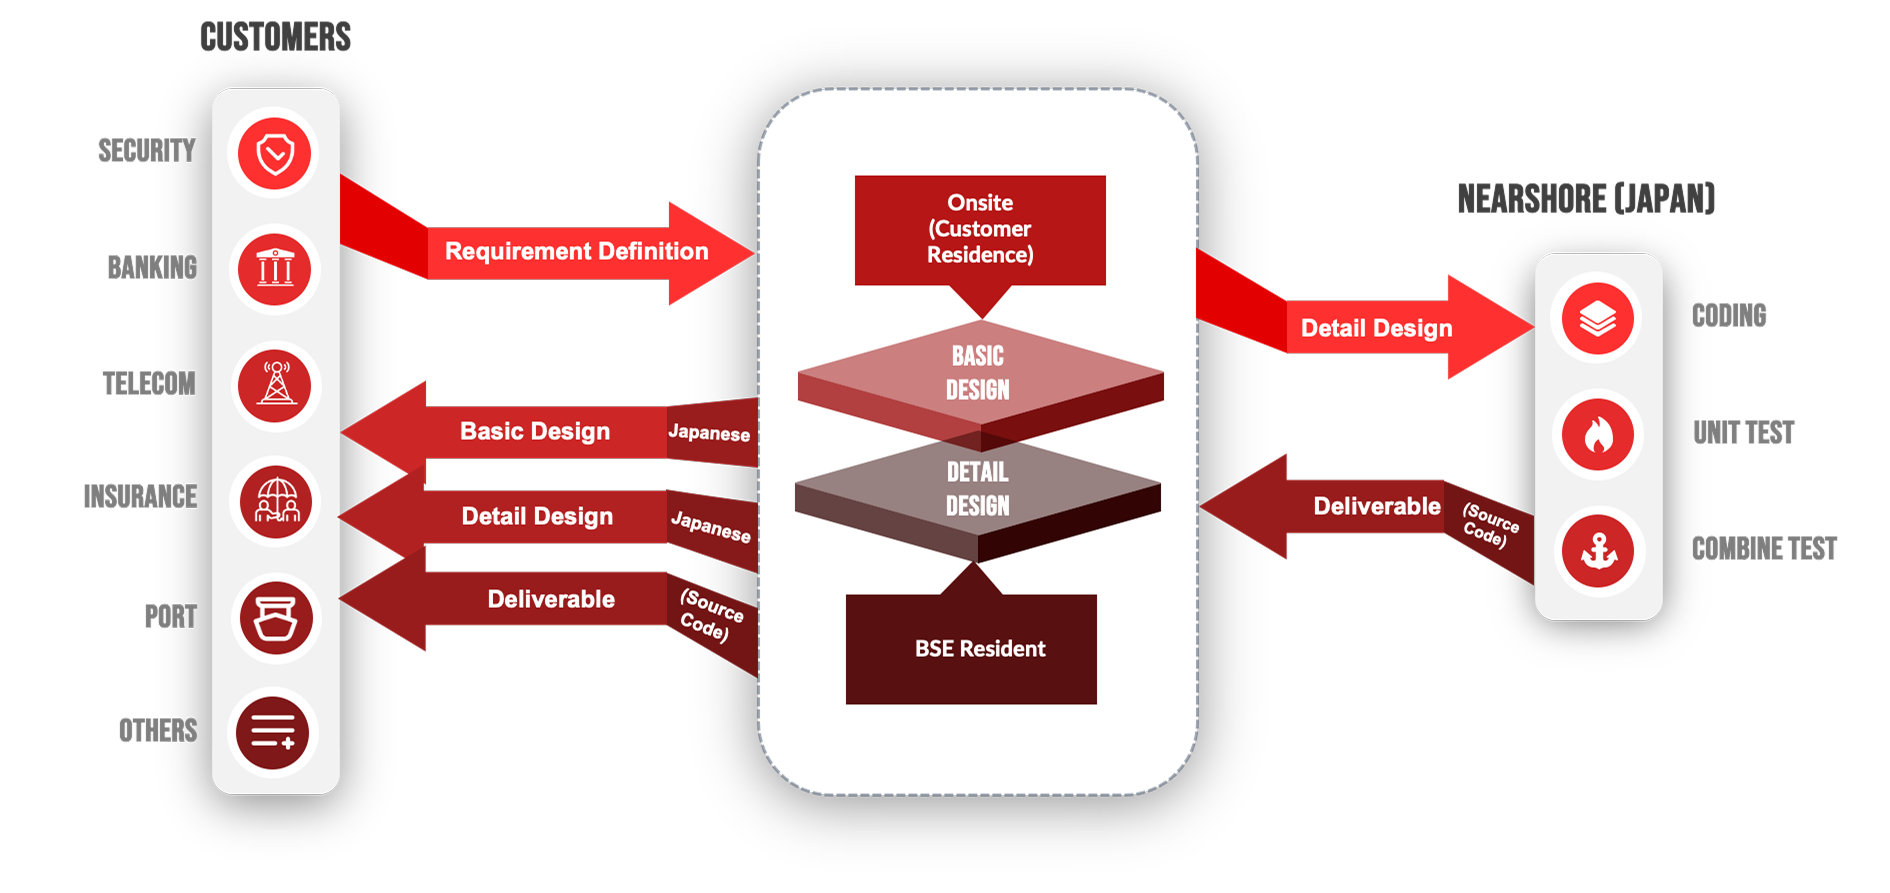 CUSTOMERS
SECURITY
BANKING
TELECOM
INSURANCE
PORT
OTHERS
Requirement Definition
Basic Design
Japanese
Detail Design
Japanese
Deliverable
(Source
Code)
Onsite
(Customer
Residence)
BASIC
DESIGN
DETAIL
DESIGN
BSE Resident
Detail Design
Deliverable
(Source
Code)
NEARSHORE (JAPAN)
CODING
UNIT TEST
COMBINE TEST